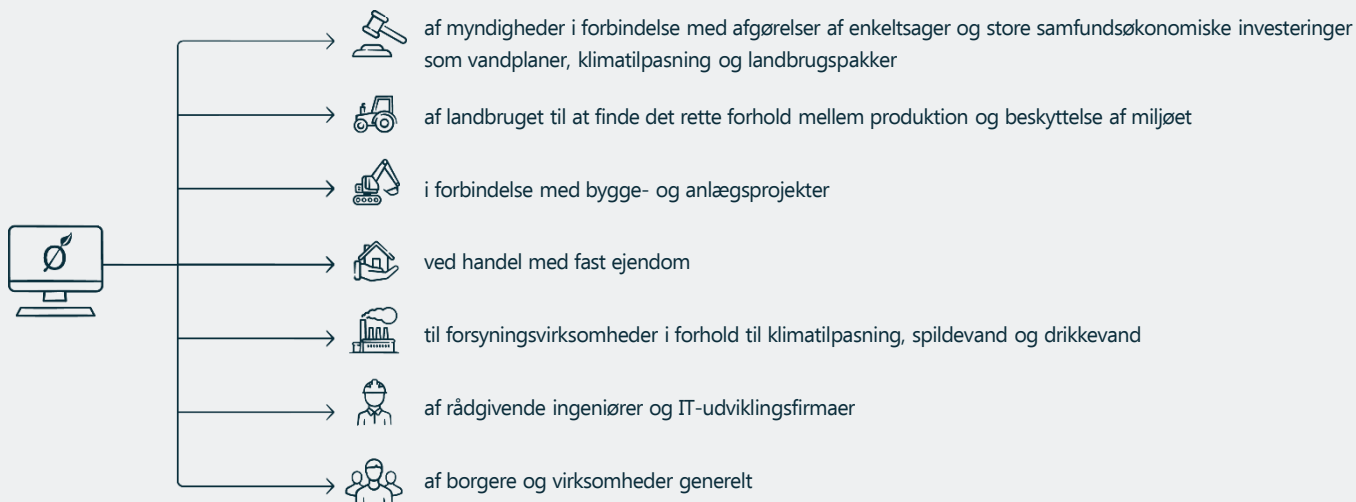 af myndigheder i forbindelse med afgørelser af enkeltsager og store samfundsøkonomiske investeringer
som vandplaner, klimatilpasning og landbrugspakker
af landbruget til at finde det rette forhold mellem produktion og beskyttelse af miljøet
i forbindelse med bygge- og anlægsprojekter
Ø
ved handel med fast ejendom
til forsyningsvirksomheder i forhold til klimatilpasning, spildevand og drikkevand
af rådgivende ingeniører og IT-udviklingsfirmaer
af borgere og virksomheder generelt